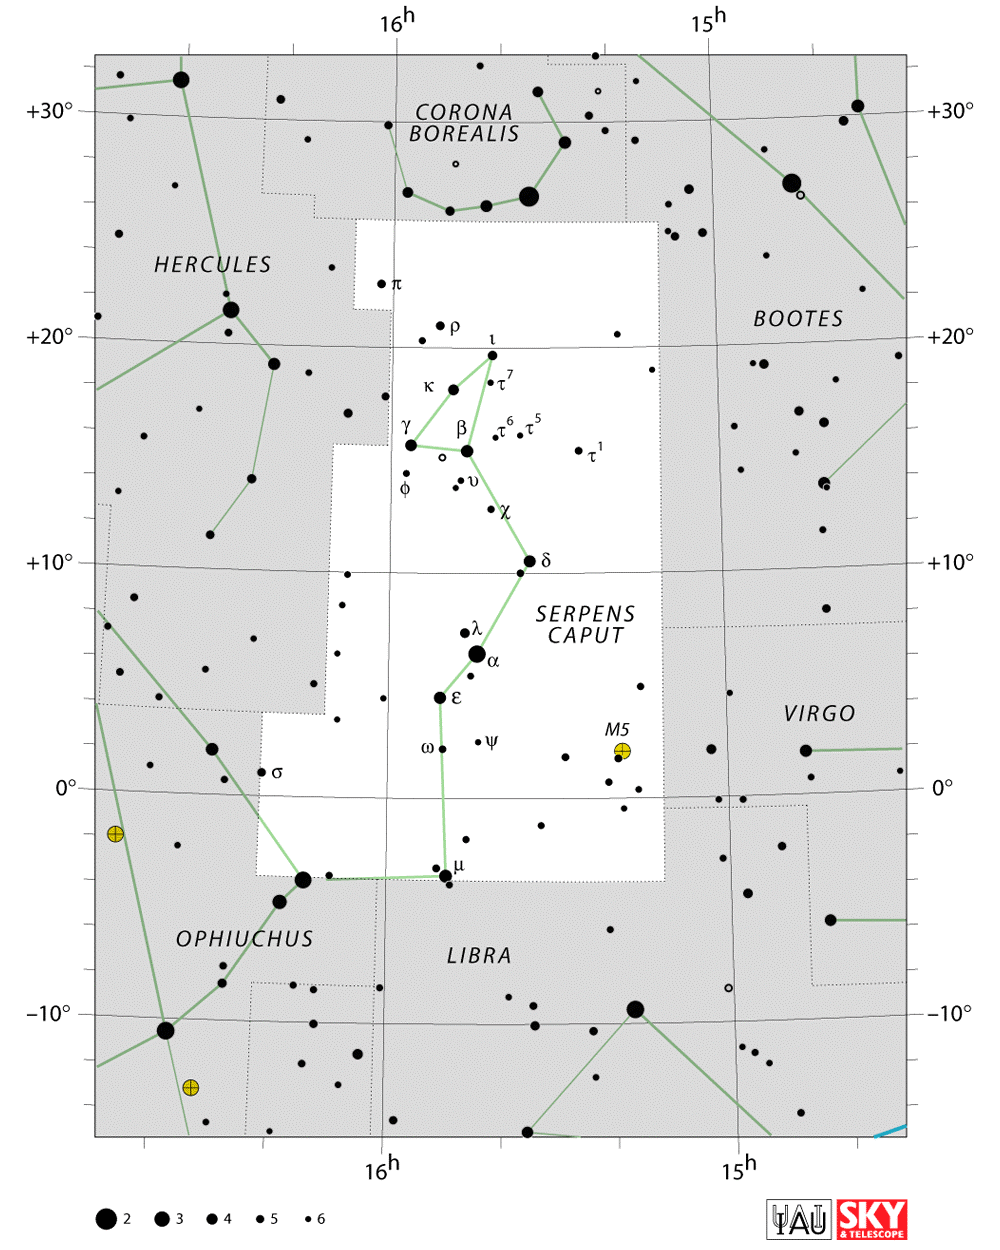 16h 15h
+30° +30°
CORONA
BOREALIS
HERCULES
π
BOOTES
+20° +20°
ρ
ι
κ τ7
γ β τ6 τ5
τ1
φ υ
χ
+10° δ +10°
SERPENS
CAPUT
λ
α
ε
VIRGO
M5
ω ψ
σ
0° 0°
μ
OPHIUCHUS
LIBRA
−10° −10°
16h 15h
2 3 4 5 6
IAU SKY
& TELESCOPE